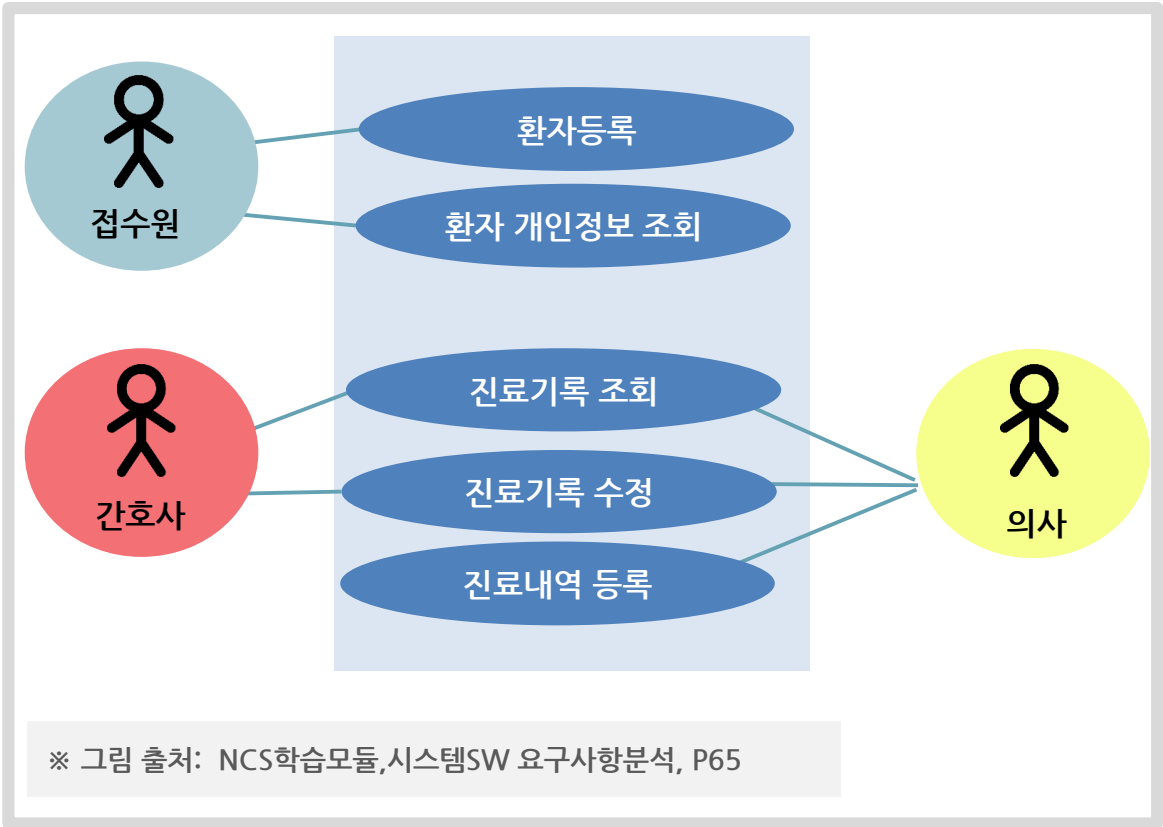 접수원
환자등록
환자 개인정보 조회
간호사
진료기록 조회
진료기록 수정
진료내역 등록
의사
※ 그림 출처: NCS학습모듈,시스템SW 요구사항분석, P65